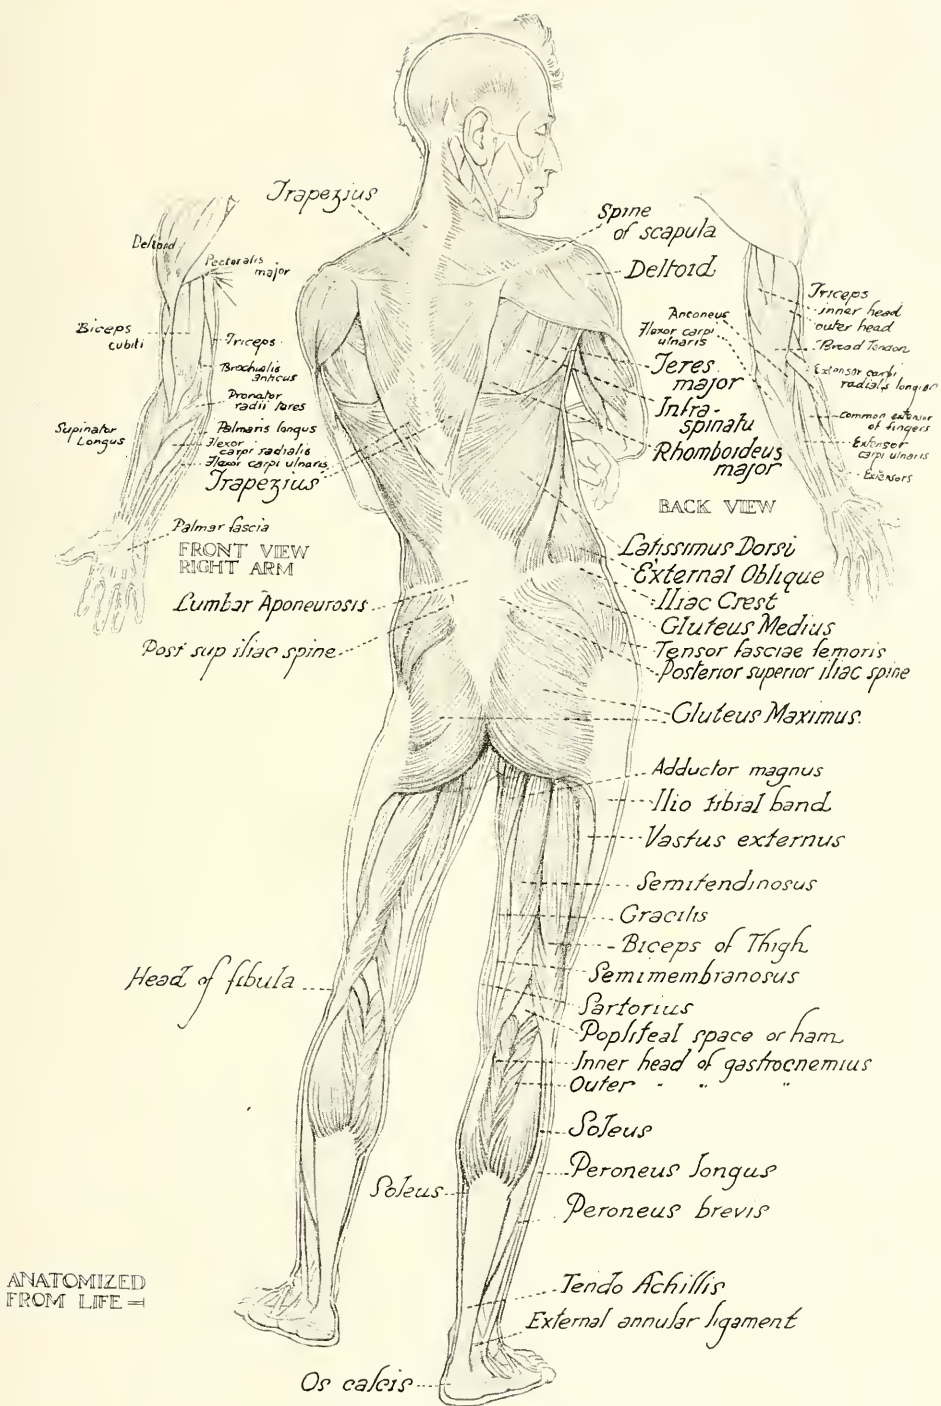 Trapezius
Spine
of scapula
Deltoid
Deltoid
Pectoralis
major
Biceps
cubiti
Triceps
Brachialis
anticus
Pronator
radii teres
Supinator
Longus
Palmaris longus
Flexor
carpi radialis
Flexor carpi ulnaris
Trapezius
Palmar fascia
FRONT VIEW
RIGHT ARM
Lumbar Aponeurosis
Post sup iliac spine
Anconeus
Flexor carpi
ulnaris
Teres
major
Infra-
spinatu
Rhomboideus
major
BACK VIEW
Triceps
inner head
outer head
Broad Tendon
Extensor carpi
radialis longior
Common extensor
of fingers
Extensor
carpi ulnaris
Extensors
Latissimus Dorsi
External Oblique
Iliac Crest
Gluteus Medius
Tensor fasciae femoris
Posterior superior iliac spine
Gluteus Maximus
Adductor magnus
Ilio tibial band
Vastus externus
Semitendinosus
Gracilis
Biceps of Thigh
Semimembranosus
Head of fibula
Sartorius
Popliteal space or ham
Inner head of gastrocnemius
Outer " " "
Soleus
Peroneus longus
Soleus
Peroneus brevis
ANATOMIZED
FROM LIFE
Tendo Achillis
External annular ligament
Os calcis